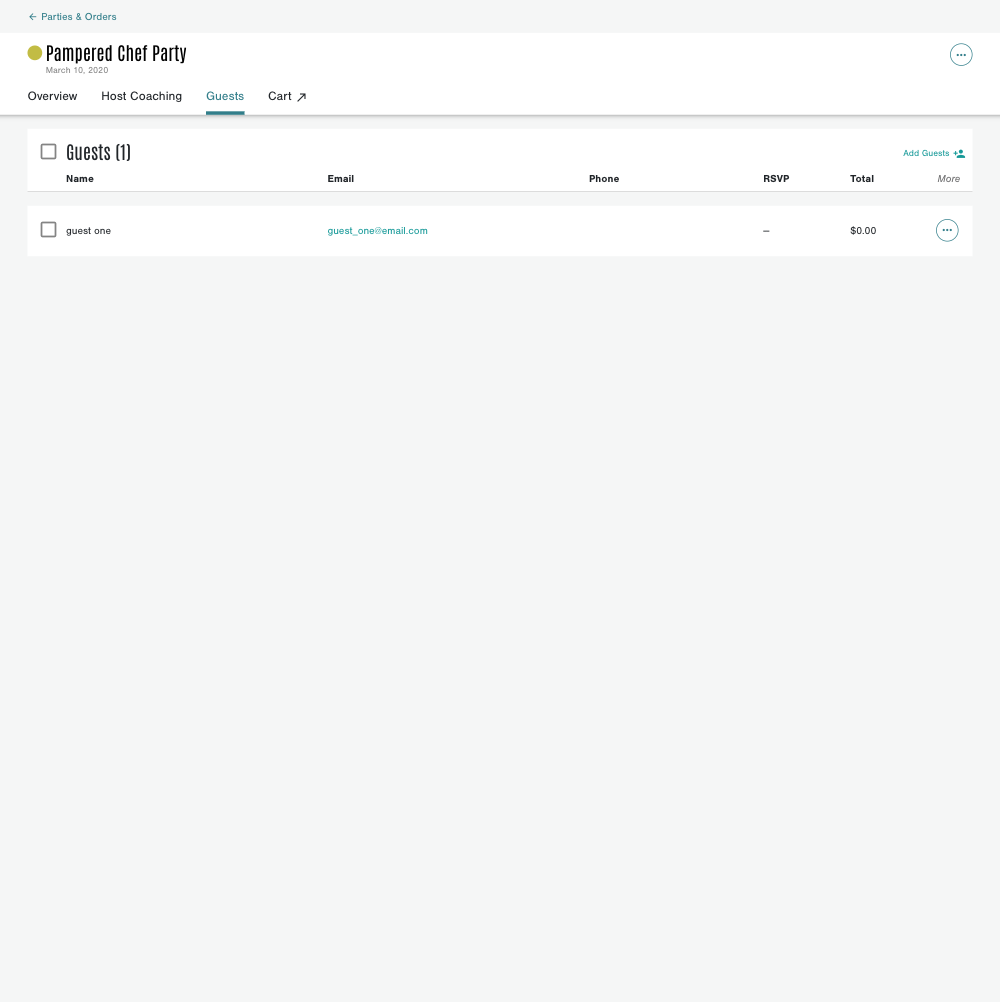 ← Parties & Orders
Pampered Chef Party
March 10, 2020
Overview Host Coaching Guests Cart
Guests (1) Add Guests
Name Email Phone RSVP Total More
guest one guest_one@email.com – $0.00